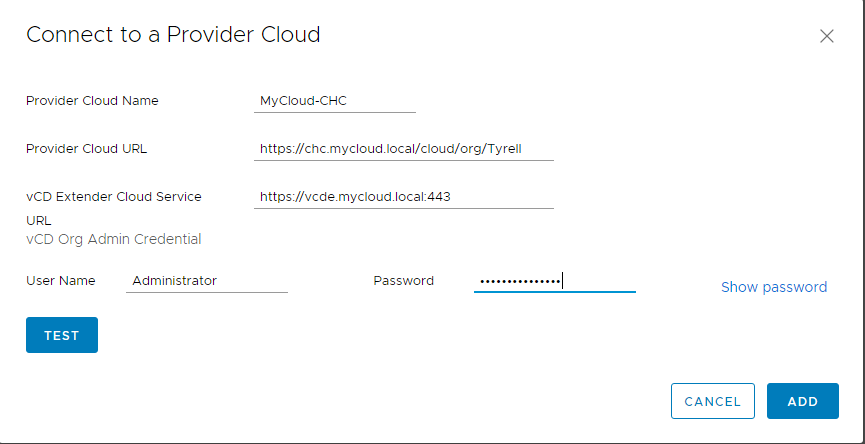 Connect to a Provider Cloud
Provider Cloud Name MyCloud-CHC
Provider Cloud URL https://chc.mycloud.local/cloud/org/Tyrell
vCD Extender Cloud Service https://vcde.mycloud.local:443
URL
vCD Org Admin Credential
User Name Administrator Password ••••••••••••••• Show password
TEST
CANCEL ADD